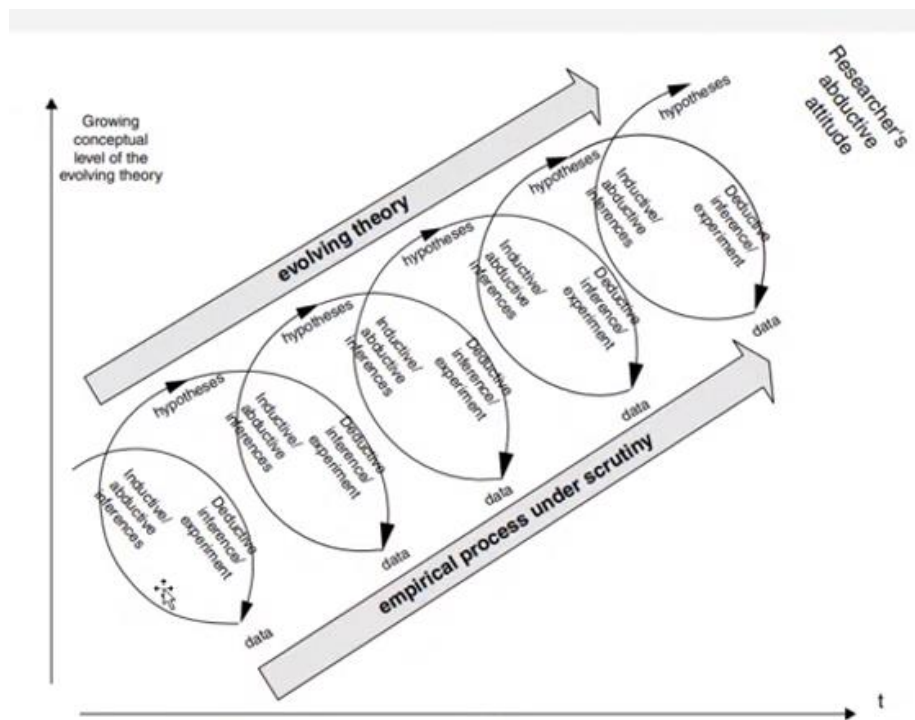 Growing
conceptual
level of the
evolving theory
Researcher's
abductive
attitude
evolving theory
empirical process under scrutiny
hypotheses
Inductive/
abductive
inferences
Deductive
inference/
experiment
data
hypotheses
Inductive/
abductive
inferences
Deductive
inference/
experiment
data
hypotheses
Inductive/
abductive
inferences
Deductive
inference/
experiment
data
hypotheses
Inductive/
abductive
inferences
Deductive
inference/
experiment
data
hypotheses
Inductive/
abductive
inferences
Deductive
inference/
experiment
data
t